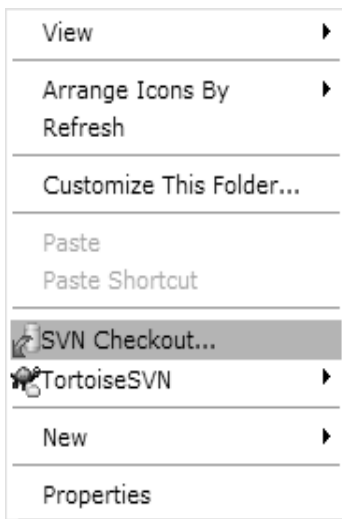 View
Arrange Icons By
Refresh
Customize This Folder...
Paste
Paste Shortcut
SVN Checkout...
TortoiseSVN
New
Properties